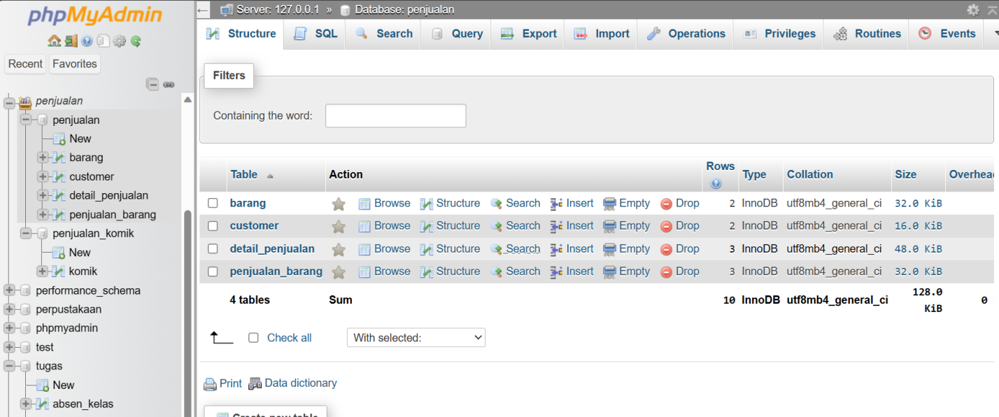 phpMyAdmin
Recent Favorites
penjualan
penjualan
New
barang
customer
detail_penjualan
penjualan_barang
penjualan_komik
New
komik
performance_schema
perpustakaan
phpmyadmin
test
tugas
New
absen_kelas
Server: 127.0.0.1 » Database: penjualan
Structure SQL Search Query Export Import Operations Privileges Routines Events
Filters
Containing the word:
Table Action Rows Type Collation Size Overhea
barang Browse Structure Search Insert Empty Drop 2 InnoDB utf8mb4_general_ci 32.0 KiB
customer Browse Structure Search Insert Empty Drop 2 InnoDB utf8mb4_general_ci 16.0 KiB
detail_penjualan Browse Structure Search Insert Empty Drop 3 InnoDB utf8mb4_general_ci 48.0 KiB
penjualan_barang Browse Structure Search Insert Empty Drop 3 InnoDB utf8mb4_general_ci 32.0 KiB
4 tables Sum 10 InnoDB utf8mb4_general_ci 128.0 KiB 0
Check all With selected:
Print Data dictionary
Create new table